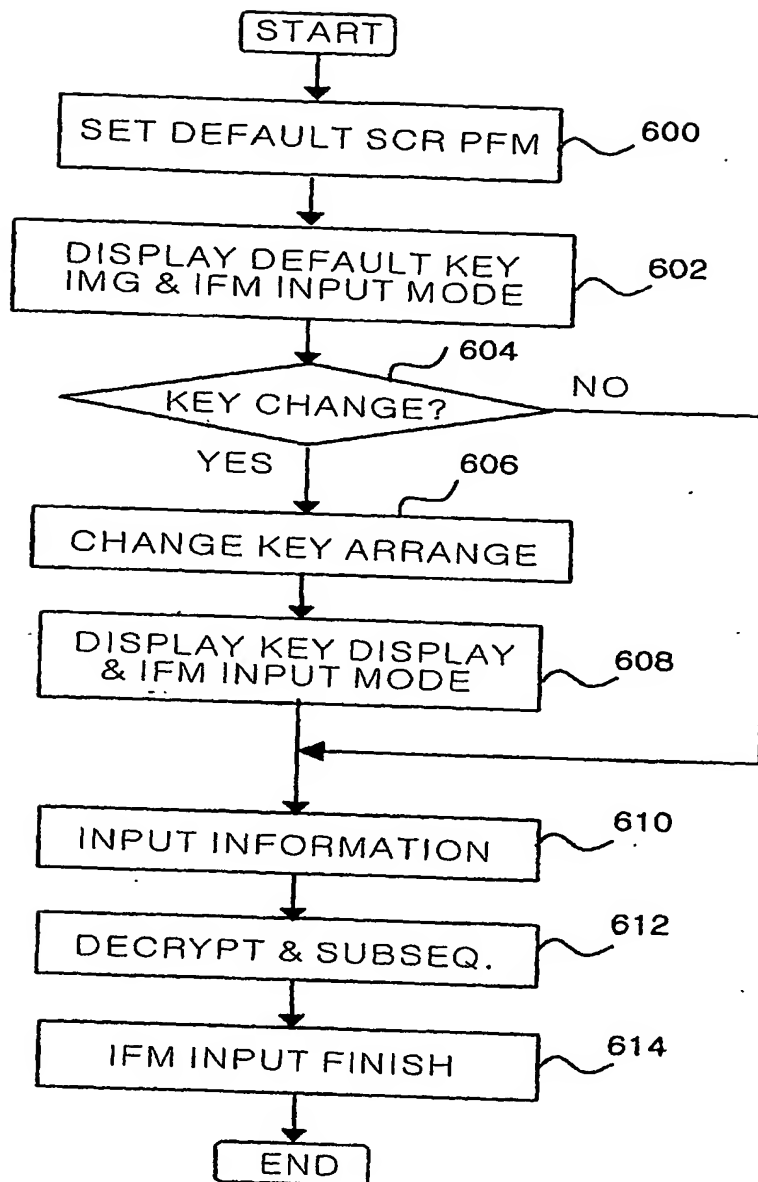 START
SET DEFAULT SCR PFM
600
DISPLAY DEFAULT KEY
IMG & IFM INPUT MODE
602
604
KEY CHANGE?
NO
YES
606
CHANGE KEY ARRANGE
DISPLAY KEY DISPLAY
& IFM INPUT MODE
608
INPUT INFORMATION
610
DECRYPT & SUBSEQ.
612
IFM INPUT FINISH
614
END